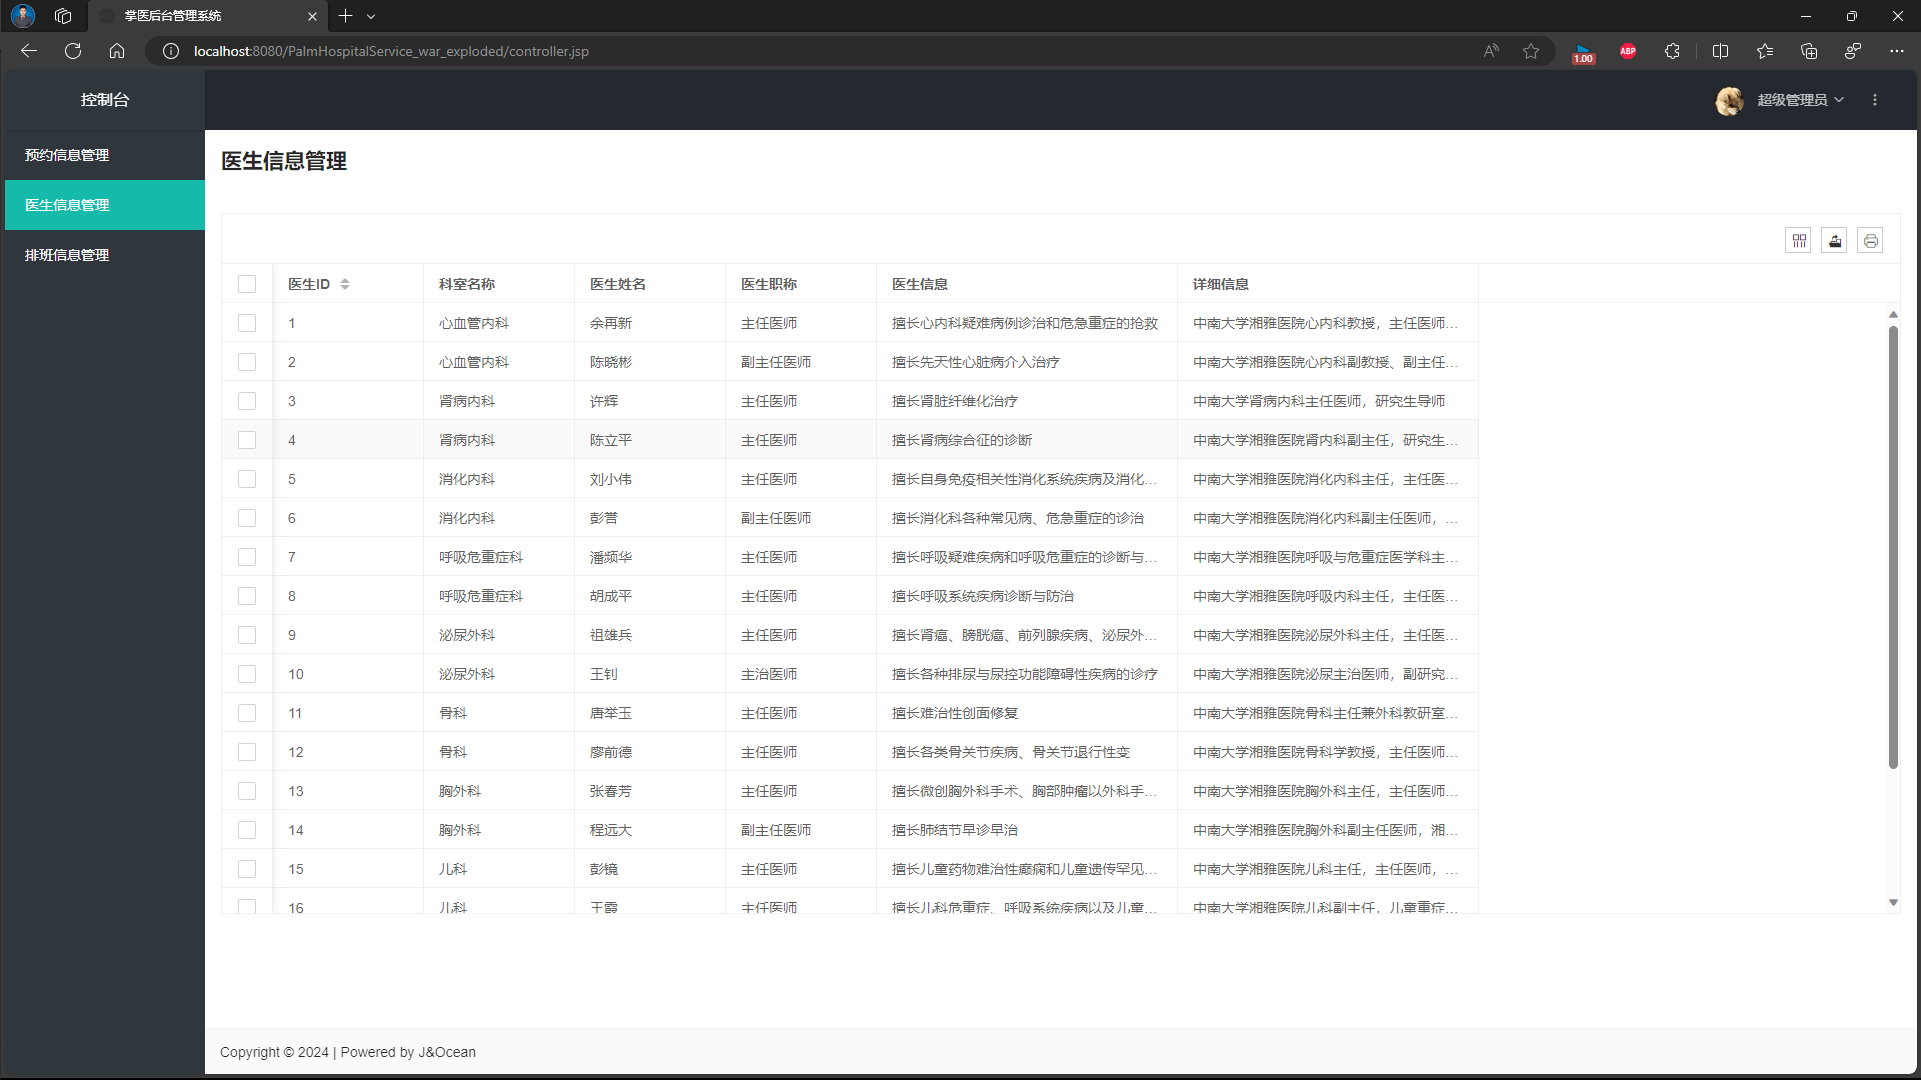 掌医后台管理系统
localhost:8080/PalmHospitalService_war_exploded/controller.jsp
1.00
ABP
控制台
超级管理员
预约信息管理
医生信息管理
排班信息管理
医生信息管理
医生ID 科室名称 医生姓名 医生职称 医生信息 详细信息
1 心血管内科 余再新 主任医师 擅长心内科疑难病例诊治和危急重症的抢救 中南大学湘雅医院心内科教授，主任医师...
2 心血管内科 陈晓彬 副主任医师 擅长先天性心脏病介入治疗 中南大学湘雅医院心内科副教授、副主任...
3 肾病内科 许辉 主任医师 擅长肾脏纤维化治疗 中南大学肾病内科主任医师，研究生导师
4 肾病内科 陈立平 主任医师 擅长肾病综合征的诊断 中南大学湘雅医院肾内科副主任，研究生...
5 消化内科 刘小伟 主任医师 擅长自身免疫相关性消化系统疾病及消化... 中南大学湘雅医院消化内科主任，主任医...
6 消化内科 彭誉 副主任医师 擅长消化科各种常见病、危急重症的诊治 中南大学湘雅医院消化内科副主任医师，...
7 呼吸危重症科 潘频华 主任医师 擅长呼吸疑难疾病和呼吸危重症的诊断与... 中南大学湘雅医院呼吸与危重症医学科主...
8 呼吸危重症科 胡成平 主任医师 擅长呼吸系统疾病诊断与防治 中南大学湘雅医院呼吸内科主任，主任医...
9 泌尿外科 祖雄兵 主任医师 擅长肾癌、膀胱癌、前列腺疾病、泌尿外... 中南大学湘雅医院泌尿外科主任，主任医...
10 泌尿外科 王钊 主治医师 擅长各种排尿与尿控功能障碍性疾病的诊疗 中南大学湘雅医院泌尿主治医师，副研究...
11 骨科 唐举玉 主任医师 擅长难治性创面修复 中南大学湘雅医院骨科主任兼外科教研室...
12 骨科 廖前德 主任医师 擅长各类骨关节疾病、骨关节退行性变 中南大学湘雅医院骨科学教授，主任医师...
13 胸外科 张春芳 主任医师 擅长微创胸外科手术、胸部肿瘤以外科手... 中南大学湘雅医院胸外科主任，主任医师...
14 胸外科 程远大 副主任医师 擅长肺结节早诊早治 中南大学湘雅医院胸外科副主任医师，湘...
15 儿科 彭镜 主任医师 擅长儿童药物难治性癫痫和儿童遗传罕见... 中南大学湘雅医院儿科主任，主任医师，...
16 儿科 王霞 主任医师 擅长儿科危重症、呼吸系统疾病以及儿童... 中南大学湘雅医院儿科副主任，儿童重症...
Copyright © 2024 | Powered by J&Ocean